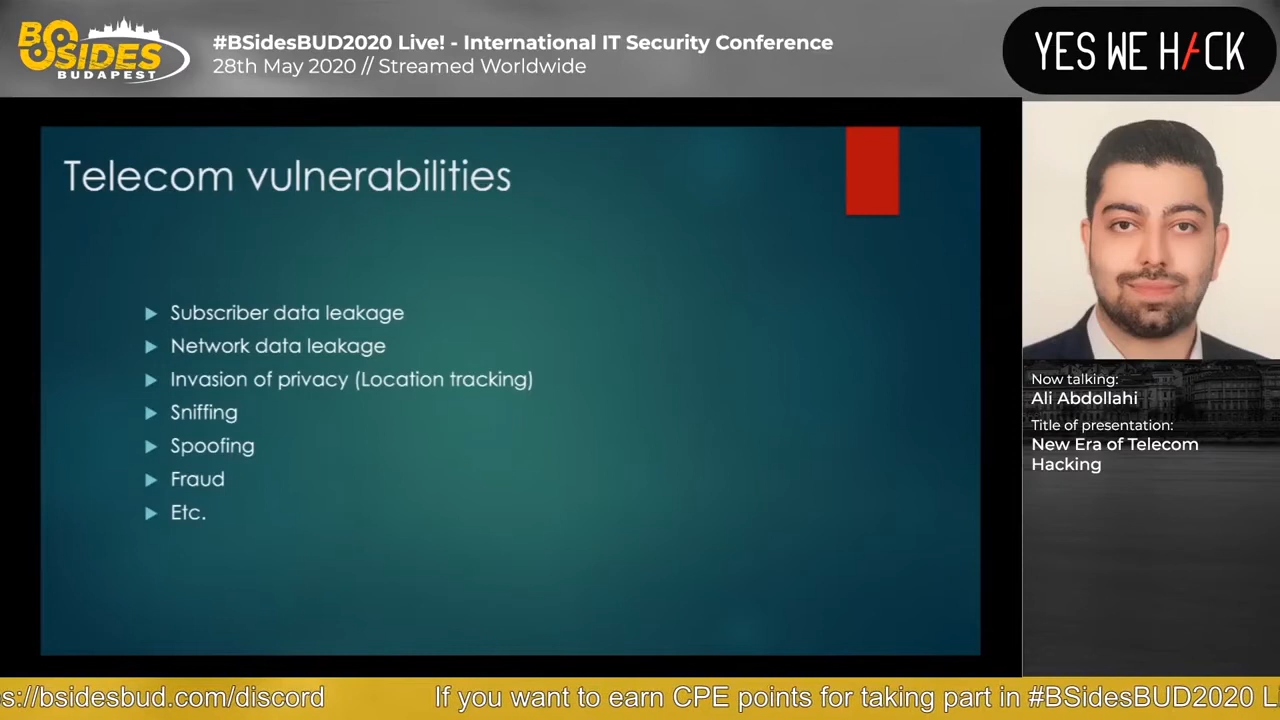 BSIDES
BUDAPEST
#BSidesBUD2020 Live! - International IT Security Conference
28th May 2020 // Streamed Worldwide
YES WE H/CK
Telecom vulnerabilities
Subscriber data leakage
Network data leakage
Invasion of privacy (Location tracking)
Sniffing
Spoofing
Fraud
Etc.
Now talking:
Ali Abdollahi
Title of presentation:
New Era of Telecom
Hacking
s://bsidesbud.com/discord If you want to earn CPE points for taking part in #BSidesBUD2020 L